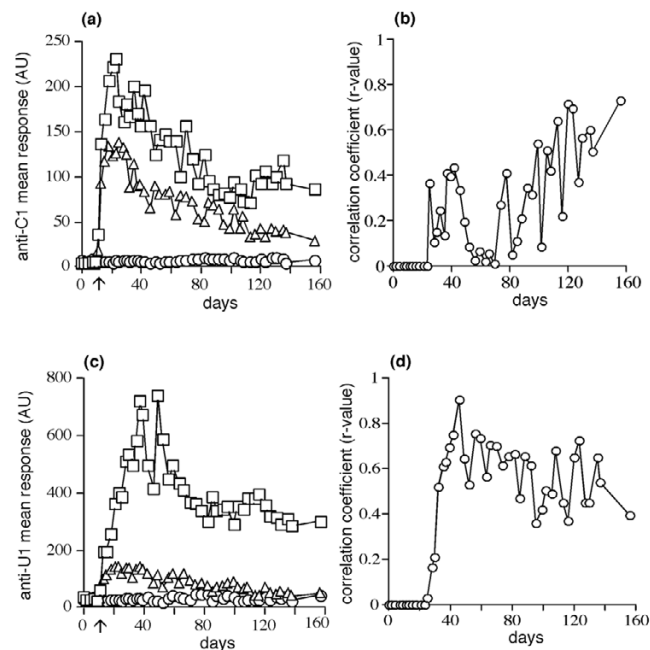 (a)
anti-C1 mean response (AU)
250
200
150
100
50
0
0 40 80 120 160
days
(b)
correlation coefficient (r-value)
1
0.8
0.6
0.4
0.2
0
0 40 80 120 160
days
(c)
anti-U1 mean response (AU)
800
600
400
200
0
0 40 80 120 160
days
(d)
correlation coefficient (r-value)
1
0.8
0.6
0.4
0.2
0
0 40 80 120 160
days